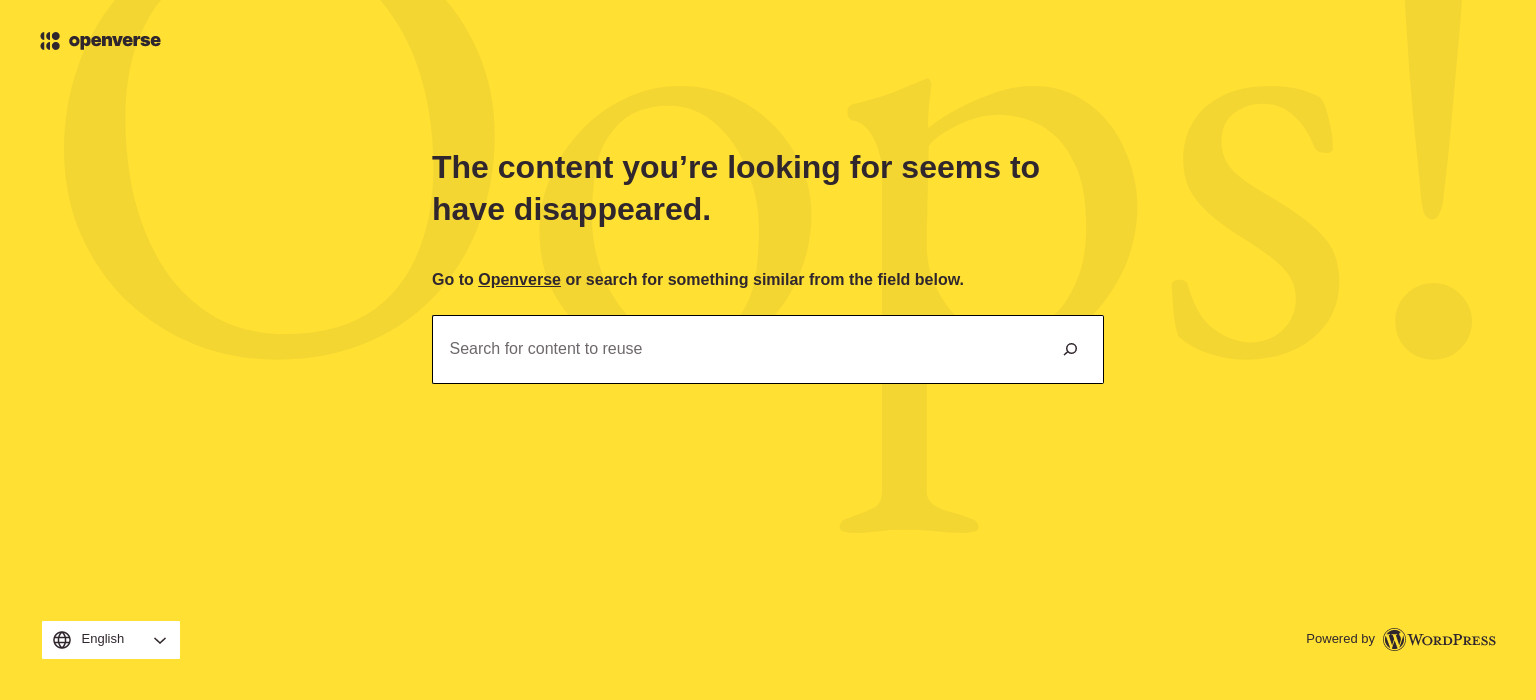 Oops!
openverse
The content you’re looking for seems to
have disappeared.
Go to Openverse or search for something similar from the field below.
Search for content to reuse
English
Powered by WORDPRESS